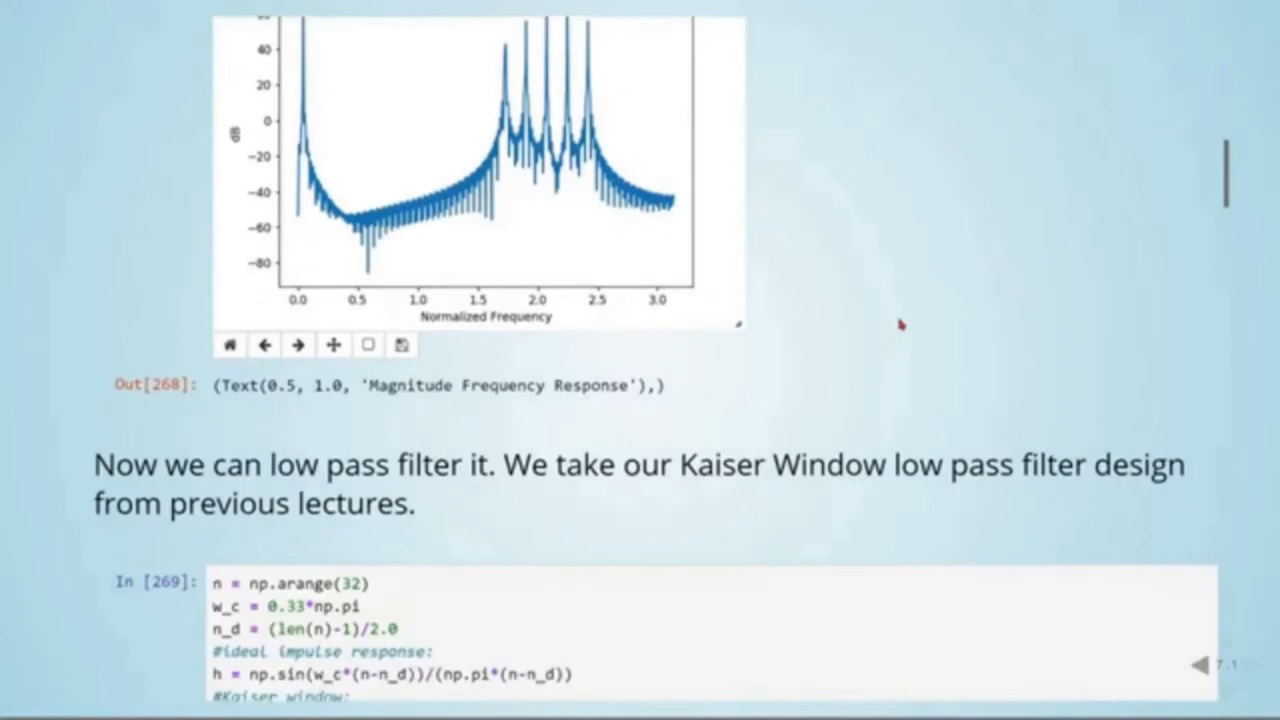 40
20
0
−20
−40
−60
−80
dB
0.0 0.5 1.0 1.5 2.0 2.5 3.0
Normalized Frequency
Out[268]: (Text(0.5, 1.0, 'Magnitude Frequency Response'),)
Now we can low pass filter it. We take our Kaiser Window low pass filter design
from previous lectures.
In [269]: n = np.arange(32)
w_c = 0.33*np.pi
n_d = (len(n)-1)/2.0
#ideal impulse response:
h = np.sin(w_c*(n-n_d))/(np.pi*(n-n_d))
#Kaiser window:
7.1